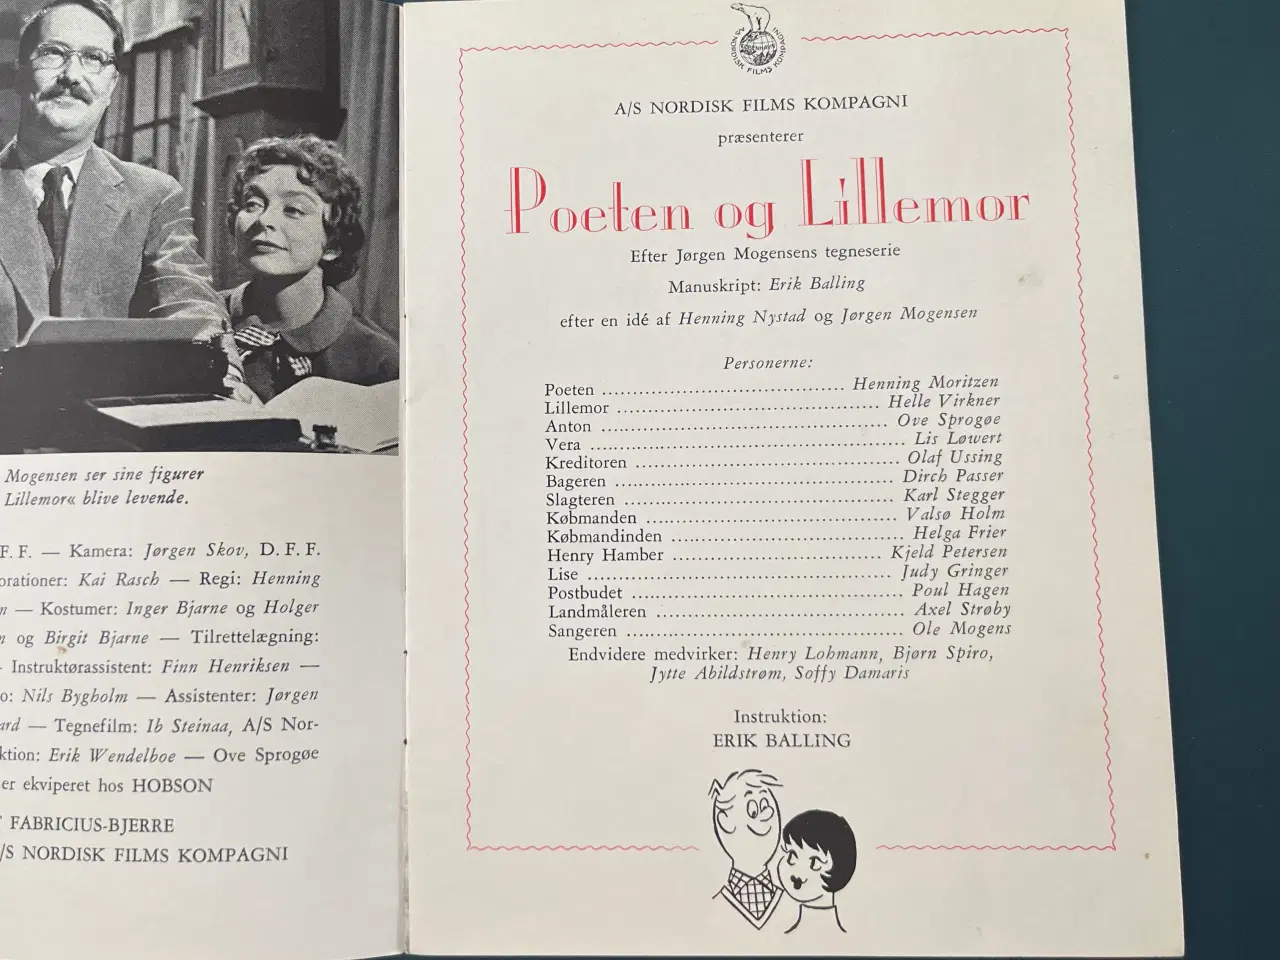 Mogensen ser sine figurer
Lillemor« blive levende.
F. F. — Kamera: Jørgen Skov, D. F. F.
orationer: Kai Rasch — Regi: Henning
— Kostumer: Inger Bjarne og Holger
og Birgit Bjarne — Tilrettelægning:
Instruktørassistent: Finn Henriksen —
o: Nils Bygholm — Assistenter: Jørgen
ard — Tegnefilm: Ib Steinaa, A/S Nor-
ktion: Erik Wendelboe — Ove Sprogøe
er ekviperet hos HOBSON
FABRICIUS-BJERRE
/S NORDISK FILMS KOMPAGNI
A/S NORDISK FILMS KOMPAGNI
A/S NORDISK FILMS KOMPAGNI
præsenterer
Poeten og Lillemor
Efter Jørgen Mogensens tegneserie
Manuskript: Erik Balling
efter en idé af Henning Nystad og Jørgen Mogensen
Personerne:
Poeten ........ Henning Moritzen
Lillemor ........ Helle Virkner
Anton ........ Ove Sprogøe
Vera ........ Lis Løwert
Kreditoren ........ Olaf Ussing
Bageren ........ Dirch Passer
Slagteren ........ Karl Stegger
Købmanden ........ Valsø Holm
Købmandinden ........ Helga Frier
Henry Hamber ........ Kjeld Petersen
Lise ........ Judy Gringer
Postbudet ........ Poul Hagen
Landmåleren ........ Axel Strøby
Sangeren ........ Ole Mogens
Endvidere medvirker: Henry Lohmann, Bjørn Spiro,
Jytte Abildstrøm, Soffy Damaris
Instruktion:
ERIK BALLING